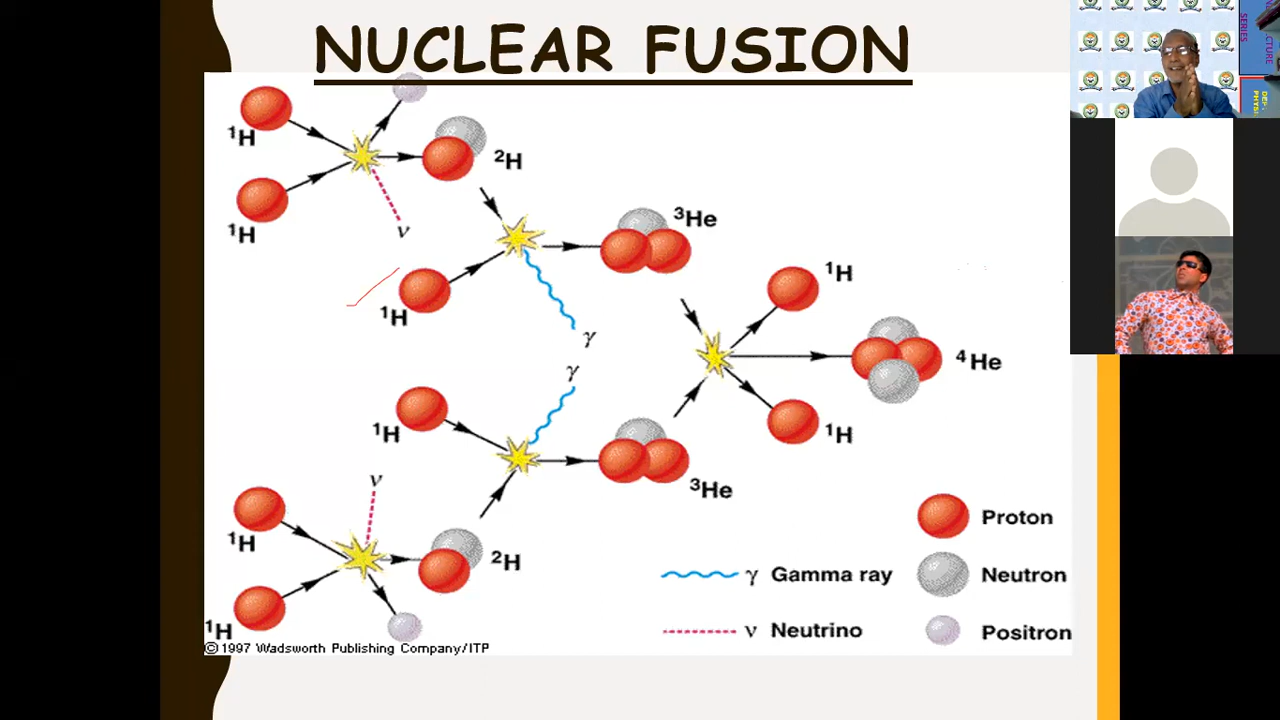 NUCLEAR FUSION
¹H
¹H
ν
²H
¹H
³He
γ
γ
¹H
ν
¹H
¹H
²H
³He
¹H
⁴He
¹H
Proton
γ Gamma ray
Neutron
ν Neutrino
Positron
© 1997 Wadsworth Publishing Company/ITP
SERIES